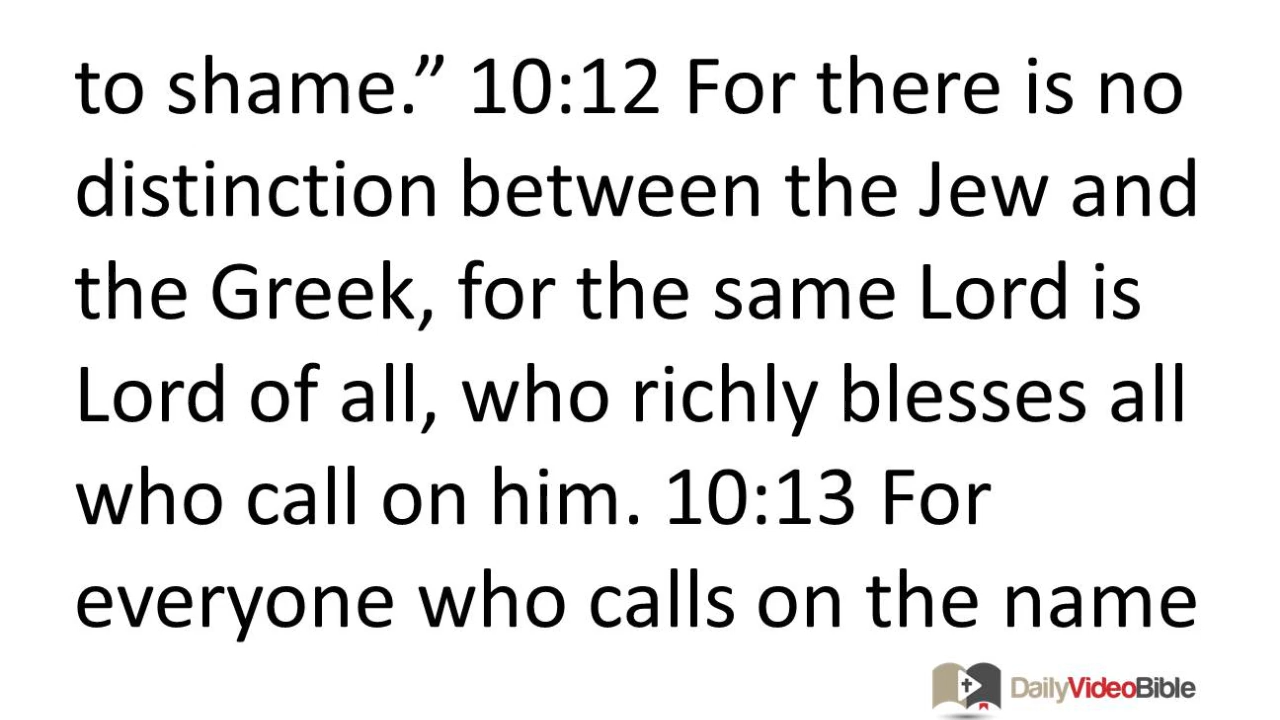 to shame.” 10:12 For there is no
distinction between the Jew and
the Greek, for the same Lord is
Lord of all, who richly blesses all
who call on him. 10:13 For
everyone who calls on the name
DailyVideoBible